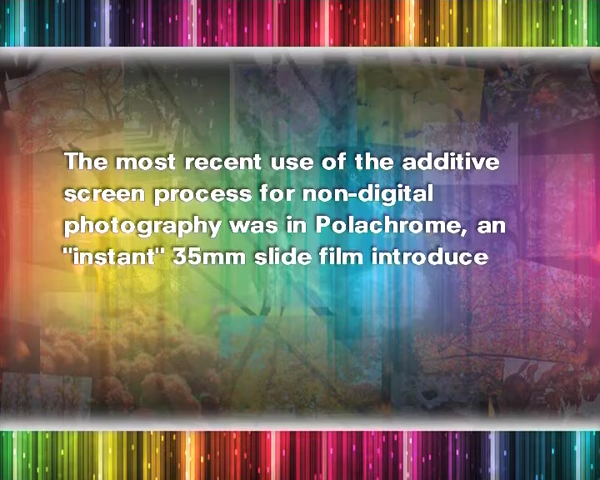 The most recent use of the additive
screen process for non-digital
photography was in Polachrome, an
"instant" 35mm slide film introduce